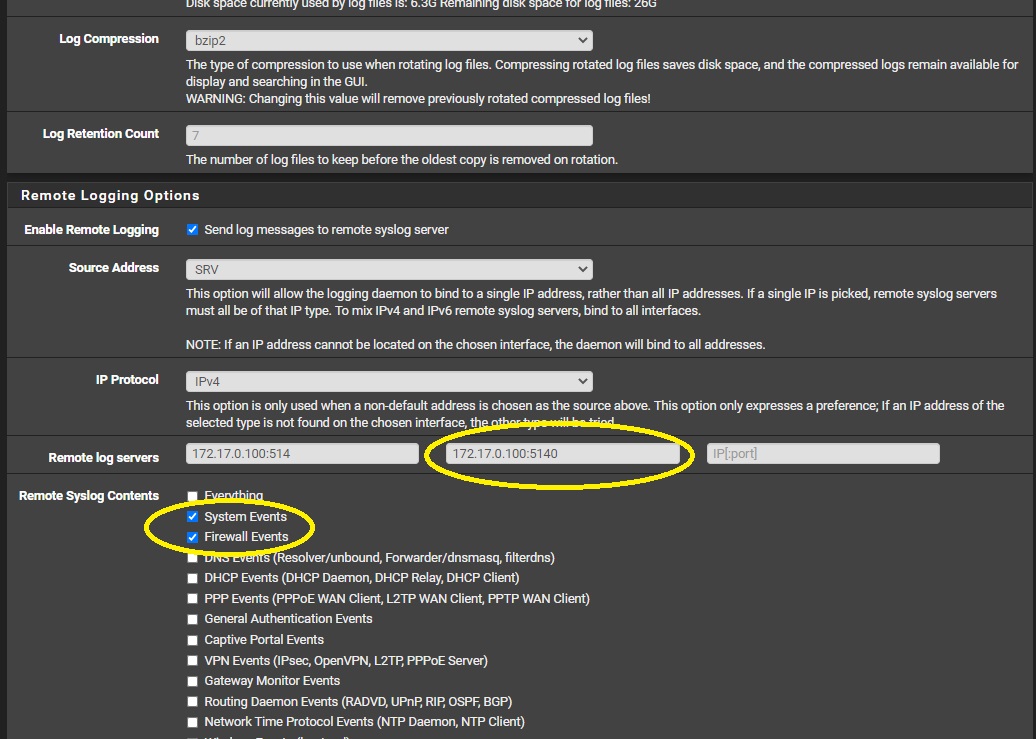 Disk space currently used by log files is: 6.3G Remaining disk space for log files: 26G
Log Compression
bzip2
The type of compression to use when rotating log files. Compressing rotated log files saves disk space, and the compressed logs remain available for
display and searching in the GUI.
WARNING: Changing this value will remove previously rotated compressed log files!
Log Retention Count
7
The number of log files to keep before the oldest copy is removed on rotation.
Remote Logging Options
Enable Remote Logging
Send log messages to remote syslog server
Source Address
SRV
This option will allow the logging daemon to bind to a single IP address, rather than all IP addresses. If a single IP is picked, remote syslog servers
must all be of that IP type. To mix IPv4 and IPv6 remote syslog servers, bind to all interfaces.
NOTE: If an IP address cannot be located on the chosen interface, the daemon will bind to all addresses.
IP Protocol
IPv4
This option is only used when a non-default address is chosen as the source above. This option only expresses a preference; If an IP address of the
selected type is not found on the chosen interface, the other type will be tried.
Remote log servers
172.17.0.100:514
172.17.0.100:5140
IP[:port]
Remote Syslog Contents
Everything
System Events
Firewall Events
DNS Events (Resolver/unbound, Forwarder/dnsmasq, filterdns)
DHCP Events (DHCP Daemon, DHCP Relay, DHCP Client)
PPP Events (PPPoE WAN Client, L2TP WAN Client, PPTP WAN Client)
General Authentication Events
Captive Portal Events
VPN Events (IPsec, OpenVPN, L2TP, PPPoE Server)
Gateway Monitor Events
Routing Daemon Events (RADVD, UPnP, RIP, OSPF, BGP)
Network Time Protocol Events (NTP Daemon, NTP Client)